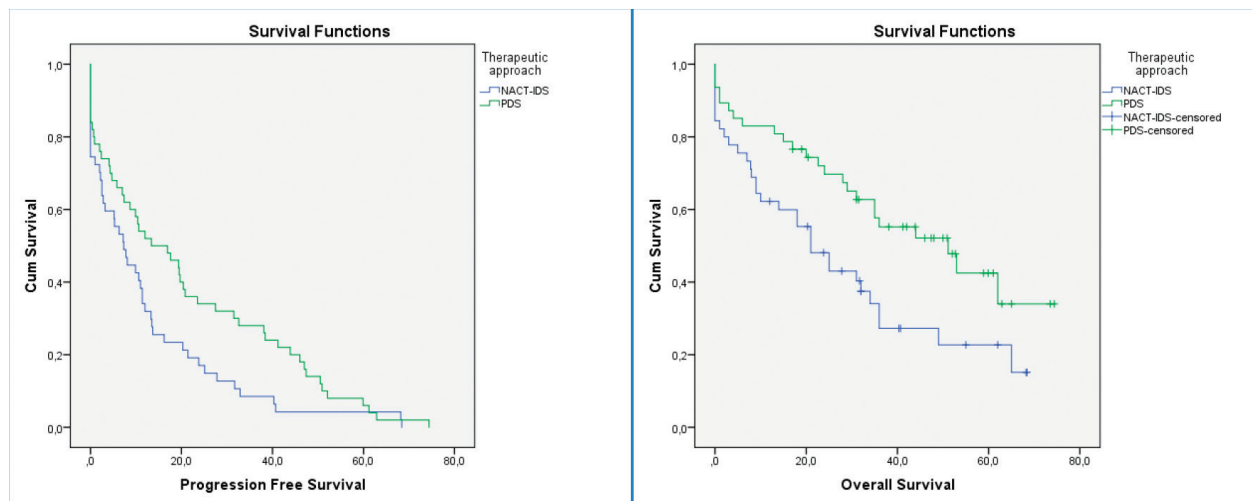 Survival Functions
Therapeutic
approach
NACT-IDS
PDS
1,0
0,8
0,6
0,4
0,2
0,0
Cum Survival
,0
20,0
40,0
60,0
80,0
Progression Free Survival
Survival Functions
Therapeutic
approach
NACT-IDS
PDS
NACT-IDS-censored
PDS-censored
1,0
0,8
0,6
0,4
0,2
0,0
Cum Survival
,0
20,0
40,0
60,0
80,0
Overall Survival